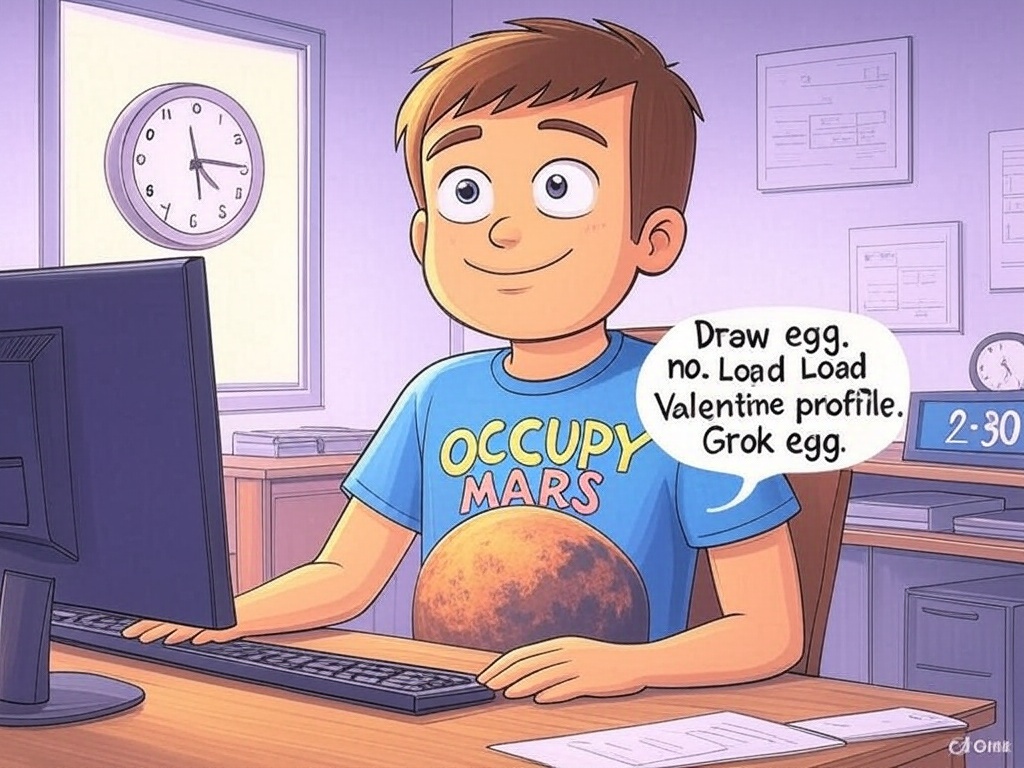 OCCUPY
MARS
Draw egg.
no. Load Load
Valentine profile.
Grok egg.
2-30